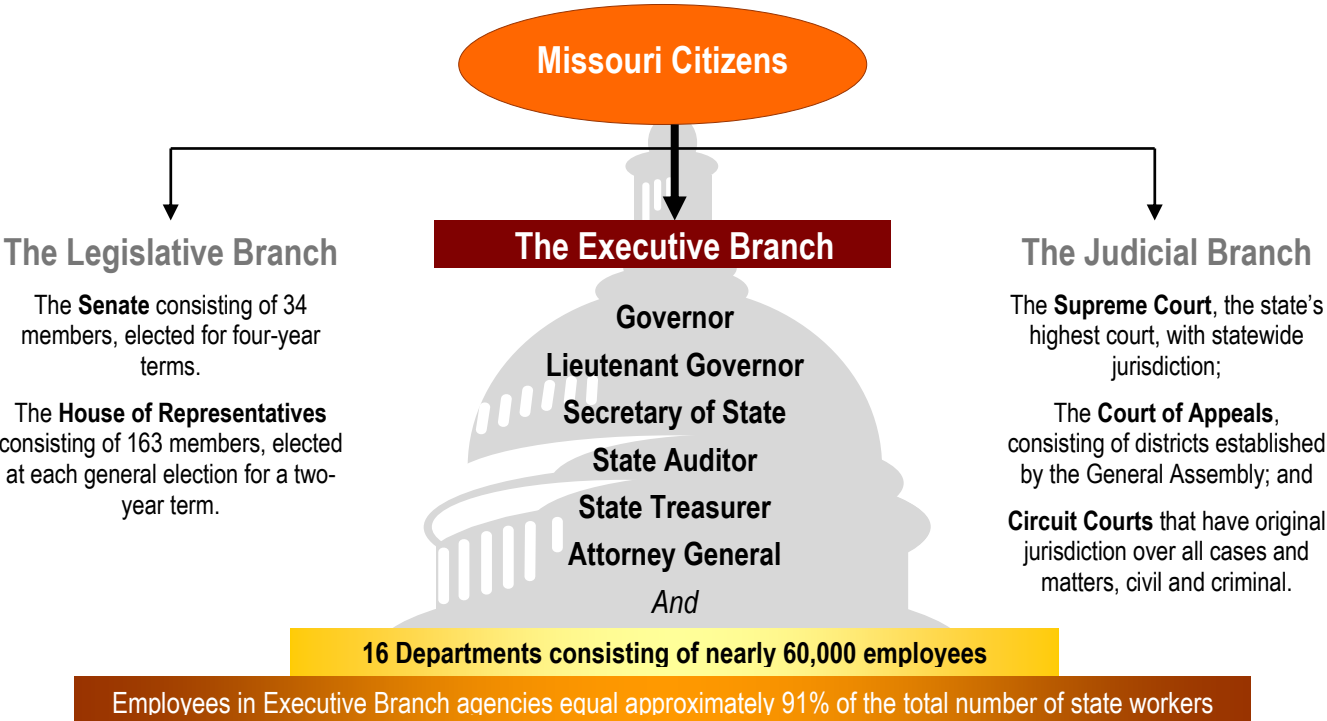 Missouri Citizens
The Legislative Branch
The Senate consisting of 34
members, elected for four-year
terms.
The House of Representatives
consisting of 163 members, elected
at each general election for a two-
year term.
The Executive Branch
Governor
Lieutenant Governor
Secretary of State
State Auditor
State Treasurer
Attorney General
And
16 Departments consisting of nearly 60,000 employees
Employees in Executive Branch agencies equal approximately 91% of the total number of state workers
The Judicial Branch
The Supreme Court, the state’s
highest court, with statewide
jurisdiction;
The Court of Appeals,
consisting of districts established
by the General Assembly; and
Circuit Courts that have original
jurisdiction over all cases and
matters, civil and criminal.